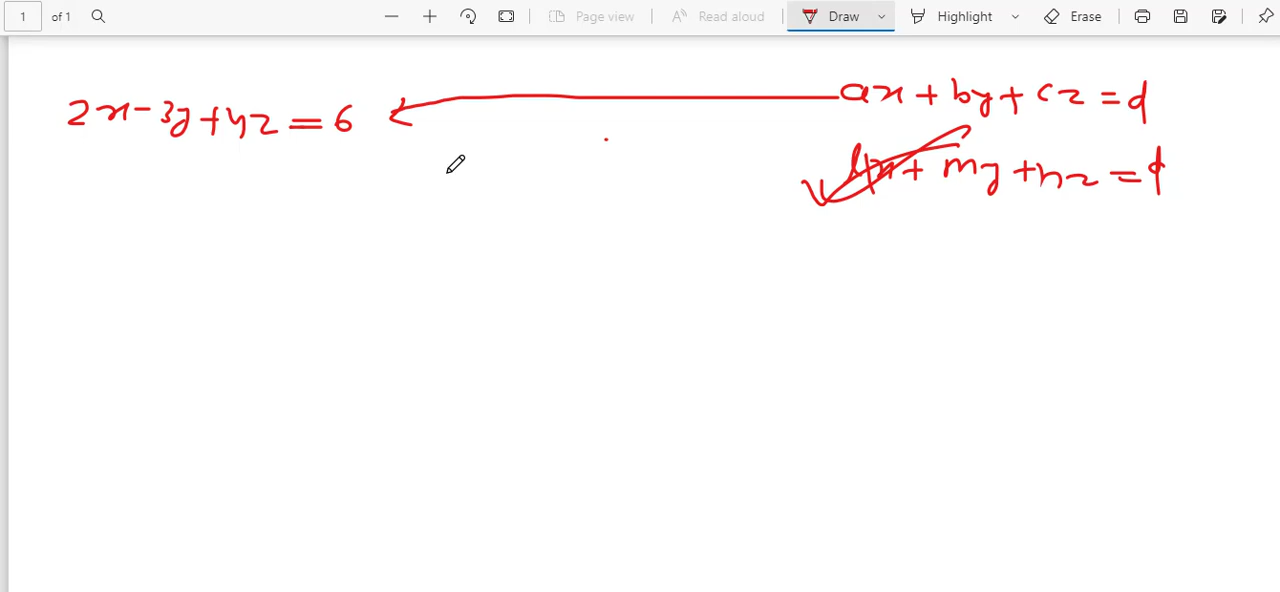 1 of 1 Page view Read aloud Draw Highlight Erase
2x-3y+4z=6
ax+by+cz=d
lx+my+nz=